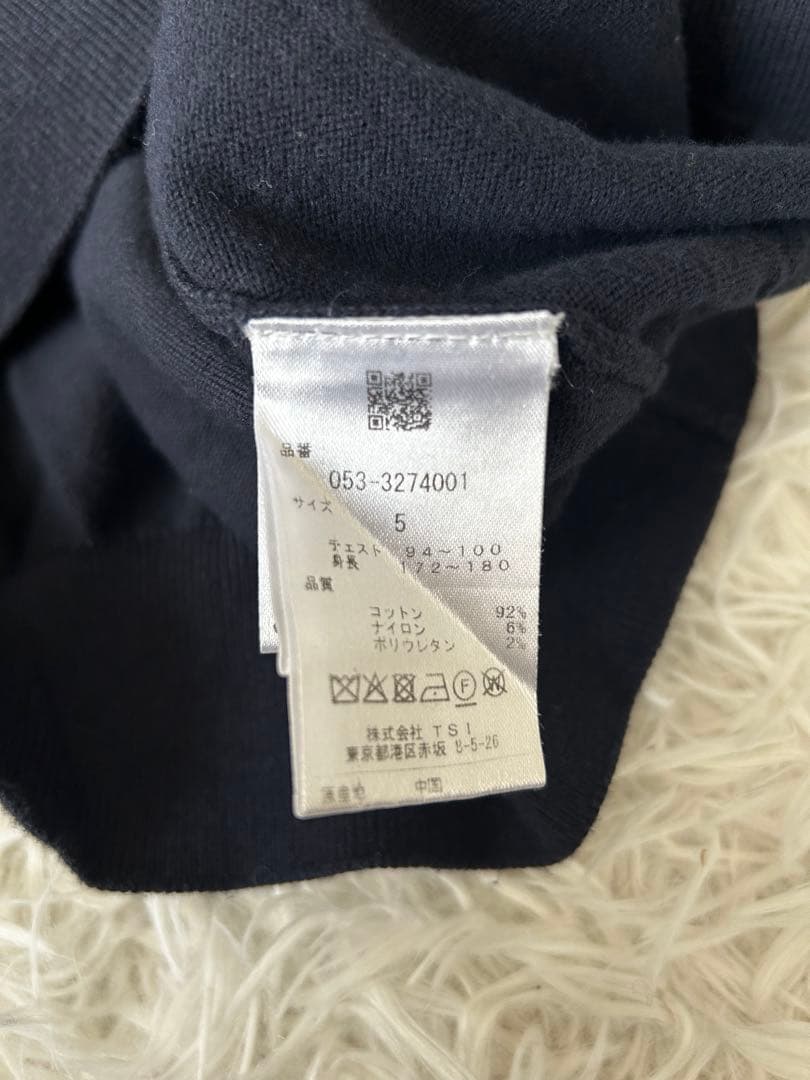 品番
053-3274001
サイズ
5
チェスト 94~100
身長 172~180
品質
コットン 92%
ナイロン 6%
ポリウレタン 2%
F W
株式会社 TSI
東京都港区赤坂 8-5-26
原産地 中国